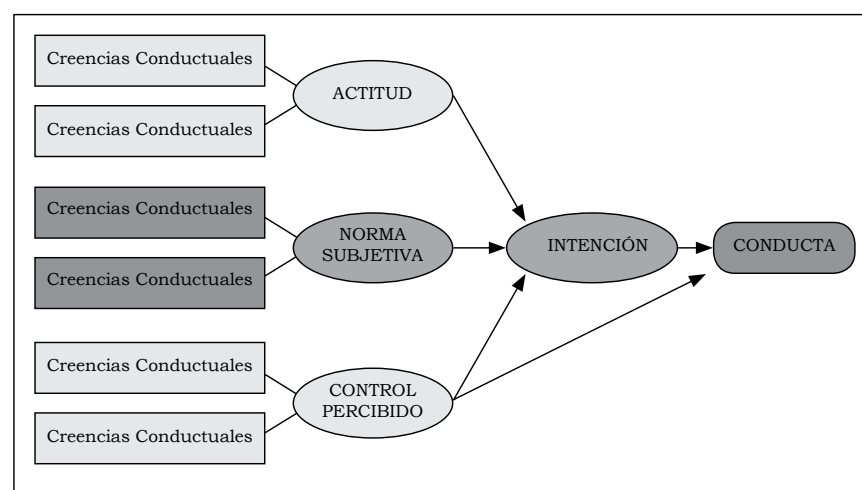 Creencias Conductuales
Creencias Conductuales
ACTITUD
Creencias Conductuales
Creencias Conductuales
NORMA
SUBJETIVA
INTENCIÓN
CONDUCTA
Creencias Conductuales
Creencias Conductuales
CONTROL
PERCIBIDO